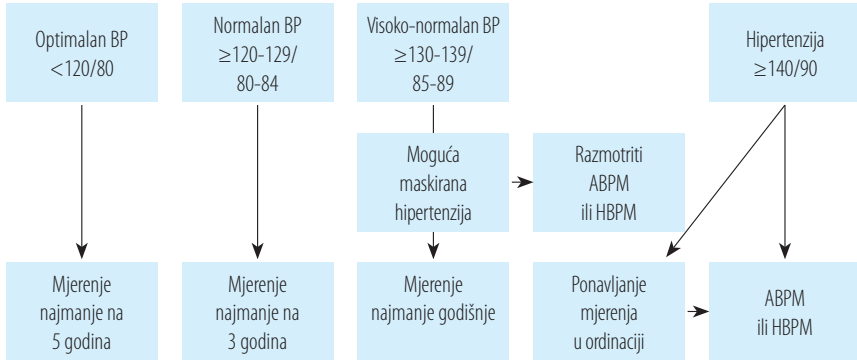 Optimalan BP
<120/80
Normalan BP
≥120-129/
80-84
Visoko-normalan BP
≥130-139/
85-89
Hipertenzija
≥140/90
Moguća
maskirana
hipertenzija
Razmotriti
ABPM
ili HBPM
Mjerenje
najmanje na
5 godina
Mjerenje
najmanje na
3 godina
Mjerenje
najmanje godišnje
Ponavljanje
mjerenja
u ordinaciji
ABPM
ili HBPM